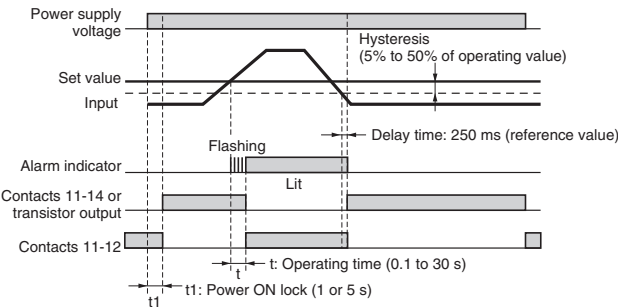 Power supply
voltage
Hysteresis
(5% to 50% of operating value)
Set value
Input
Delay time: 250 ms (reference value)
Flashing
Alarm indicator
Lit
Contacts 11-14 or
transistor output
Contacts 11-12
t
t: Operating time (0.1 to 30 s)
t1
t1: Power ON lock (1 or 5 s)